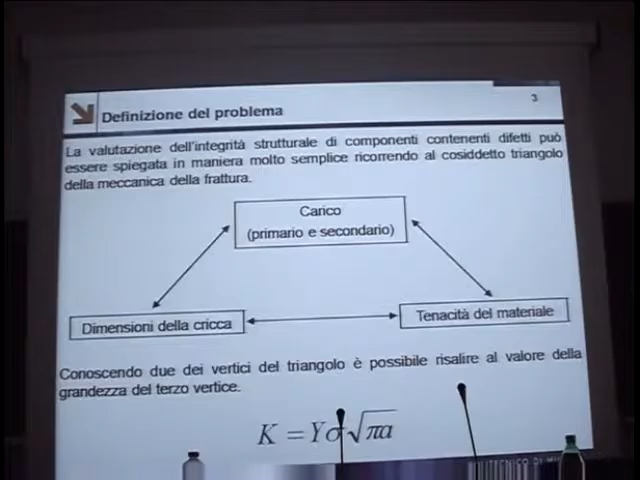 Definizione del problema
3
La valutazione dell'integrità strutturale di componenti contenenti difetti può
essere spiegata in maniera molto semplice ricorrendo al cosiddetto triangolo
della meccanica della frattura.
Carico
(primario e secondario)
Dimensioni della cricca
Tenacità del materiale
Conoscendo due dei vertici del triangolo è possibile risalire al valore della
grandezza del terzo vertice.
K = Yσ√πa